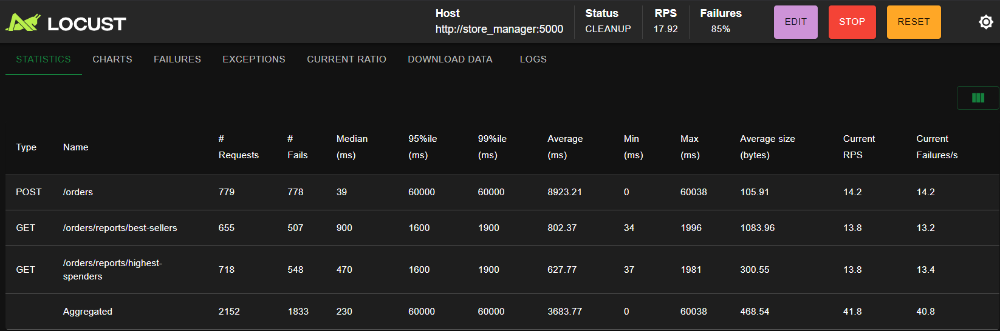 LOCUST
Host
http://store_manager:5000
Status
CLEANUP
RPS
17.92
Failures
85%
EDIT
STOP
RESET
STATISTICS CHARTS FAILURES EXCEPTIONS CURRENT RATIO DOWNLOAD DATA LOGS
Type Name # Requests # Fails Median (ms) 95%ile (ms) 99%ile (ms) Average (ms) Min (ms) Max (ms) Average size (bytes) Current RPS Current Failures/s
POST /orders 779 778 39 60000 60000 8923.21 0 60038 105.91 14.2 14.2
GET /orders/reports/best-sellers 655 507 900 1600 1900 802.37 34 1996 1083.96 13.8 13.2
GET /orders/reports/highest-spenders 718 548 470 1600 1900 627.77 37 1981 300.55 13.8 13.4
Aggregated 2152 1833 230 60000 60000 3683.77 0 60038 468.54 41.8 40.8